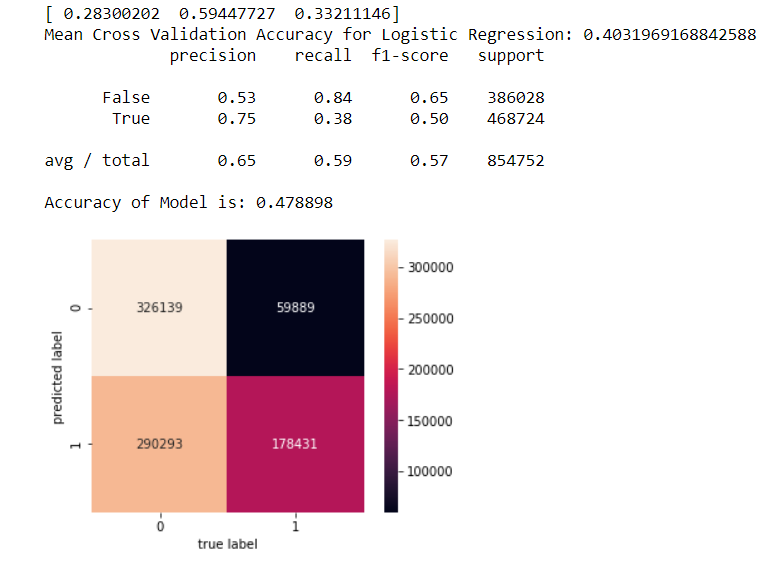 [ 0.28300202 0.59447727 0.33211146]
Mean Cross Validation Accuracy for Logistic Regression: 0.4031969168842588
precision recall f1-score support
False 0.53 0.84 0.65 386028
True 0.75 0.38 0.50 468724
avg / total 0.65 0.59 0.57 854752
Accuracy of Model is: 0.478898
300000
250000
200000
150000
100000
326139 59889
290293 178431
0
1
predicted label
0 1
true label